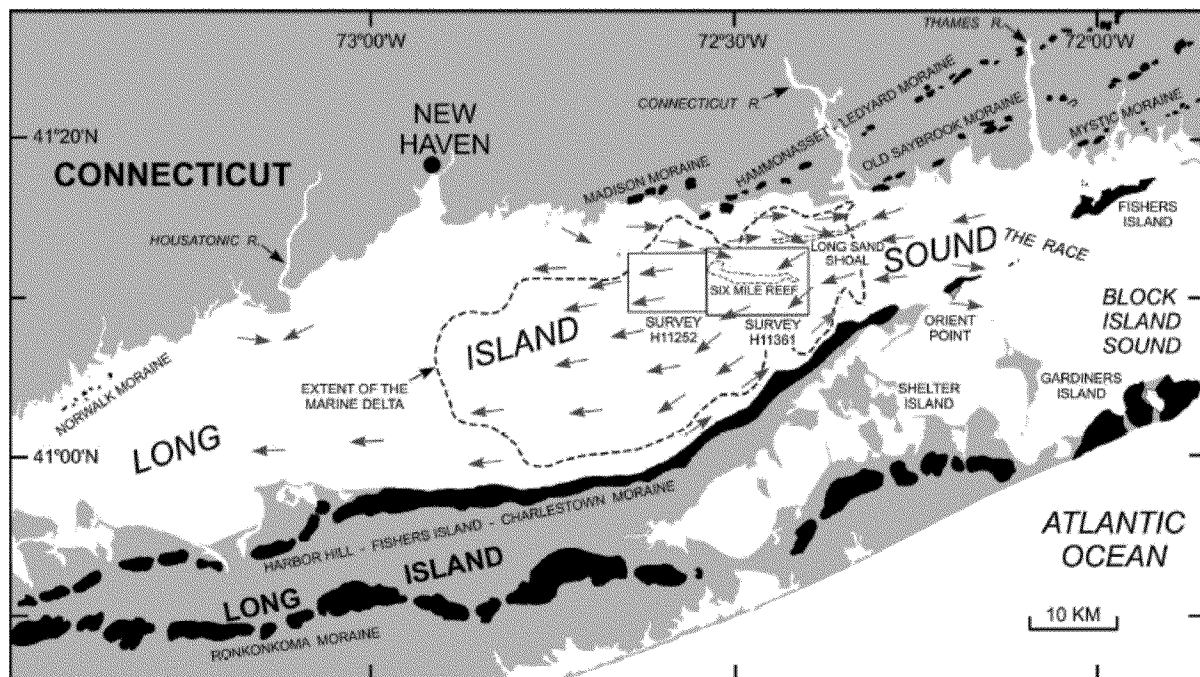 73°00'W
72°30'W
THAMES R.
72°00'W
CONNECTICUT R.
HAMMONASSET - LEDYARD MORAINE
OLD SAYBROOK MORAINE
MYSTIC MORAINE
41°20'N
NEW
HAVEN
CONNECTICUT
MADISON MORAINE
HOUSATONIC R.
FISHERS
ISLAND
LONG SAND
SHOAL
SOUND
THE RACE
SIX MILE REEF
BLOCK
ISLAND
SOUND
SURVEY
H11252
SURVEY
H11361
ORIENT
POINT
ISLAND
EXTENT OF THE
MARINE DELTA
NORWALK MORAINE
SHELTER
ISLAND
GARDINERS
ISLAND
LONG
41°00'N
HARBOR HILL - FISHERS ISLAND - CHARLESTOWN MORAINE
ATLANTIC
OCEAN
LONG ISLAND
10 KM
RONKONKOMA MORAINE